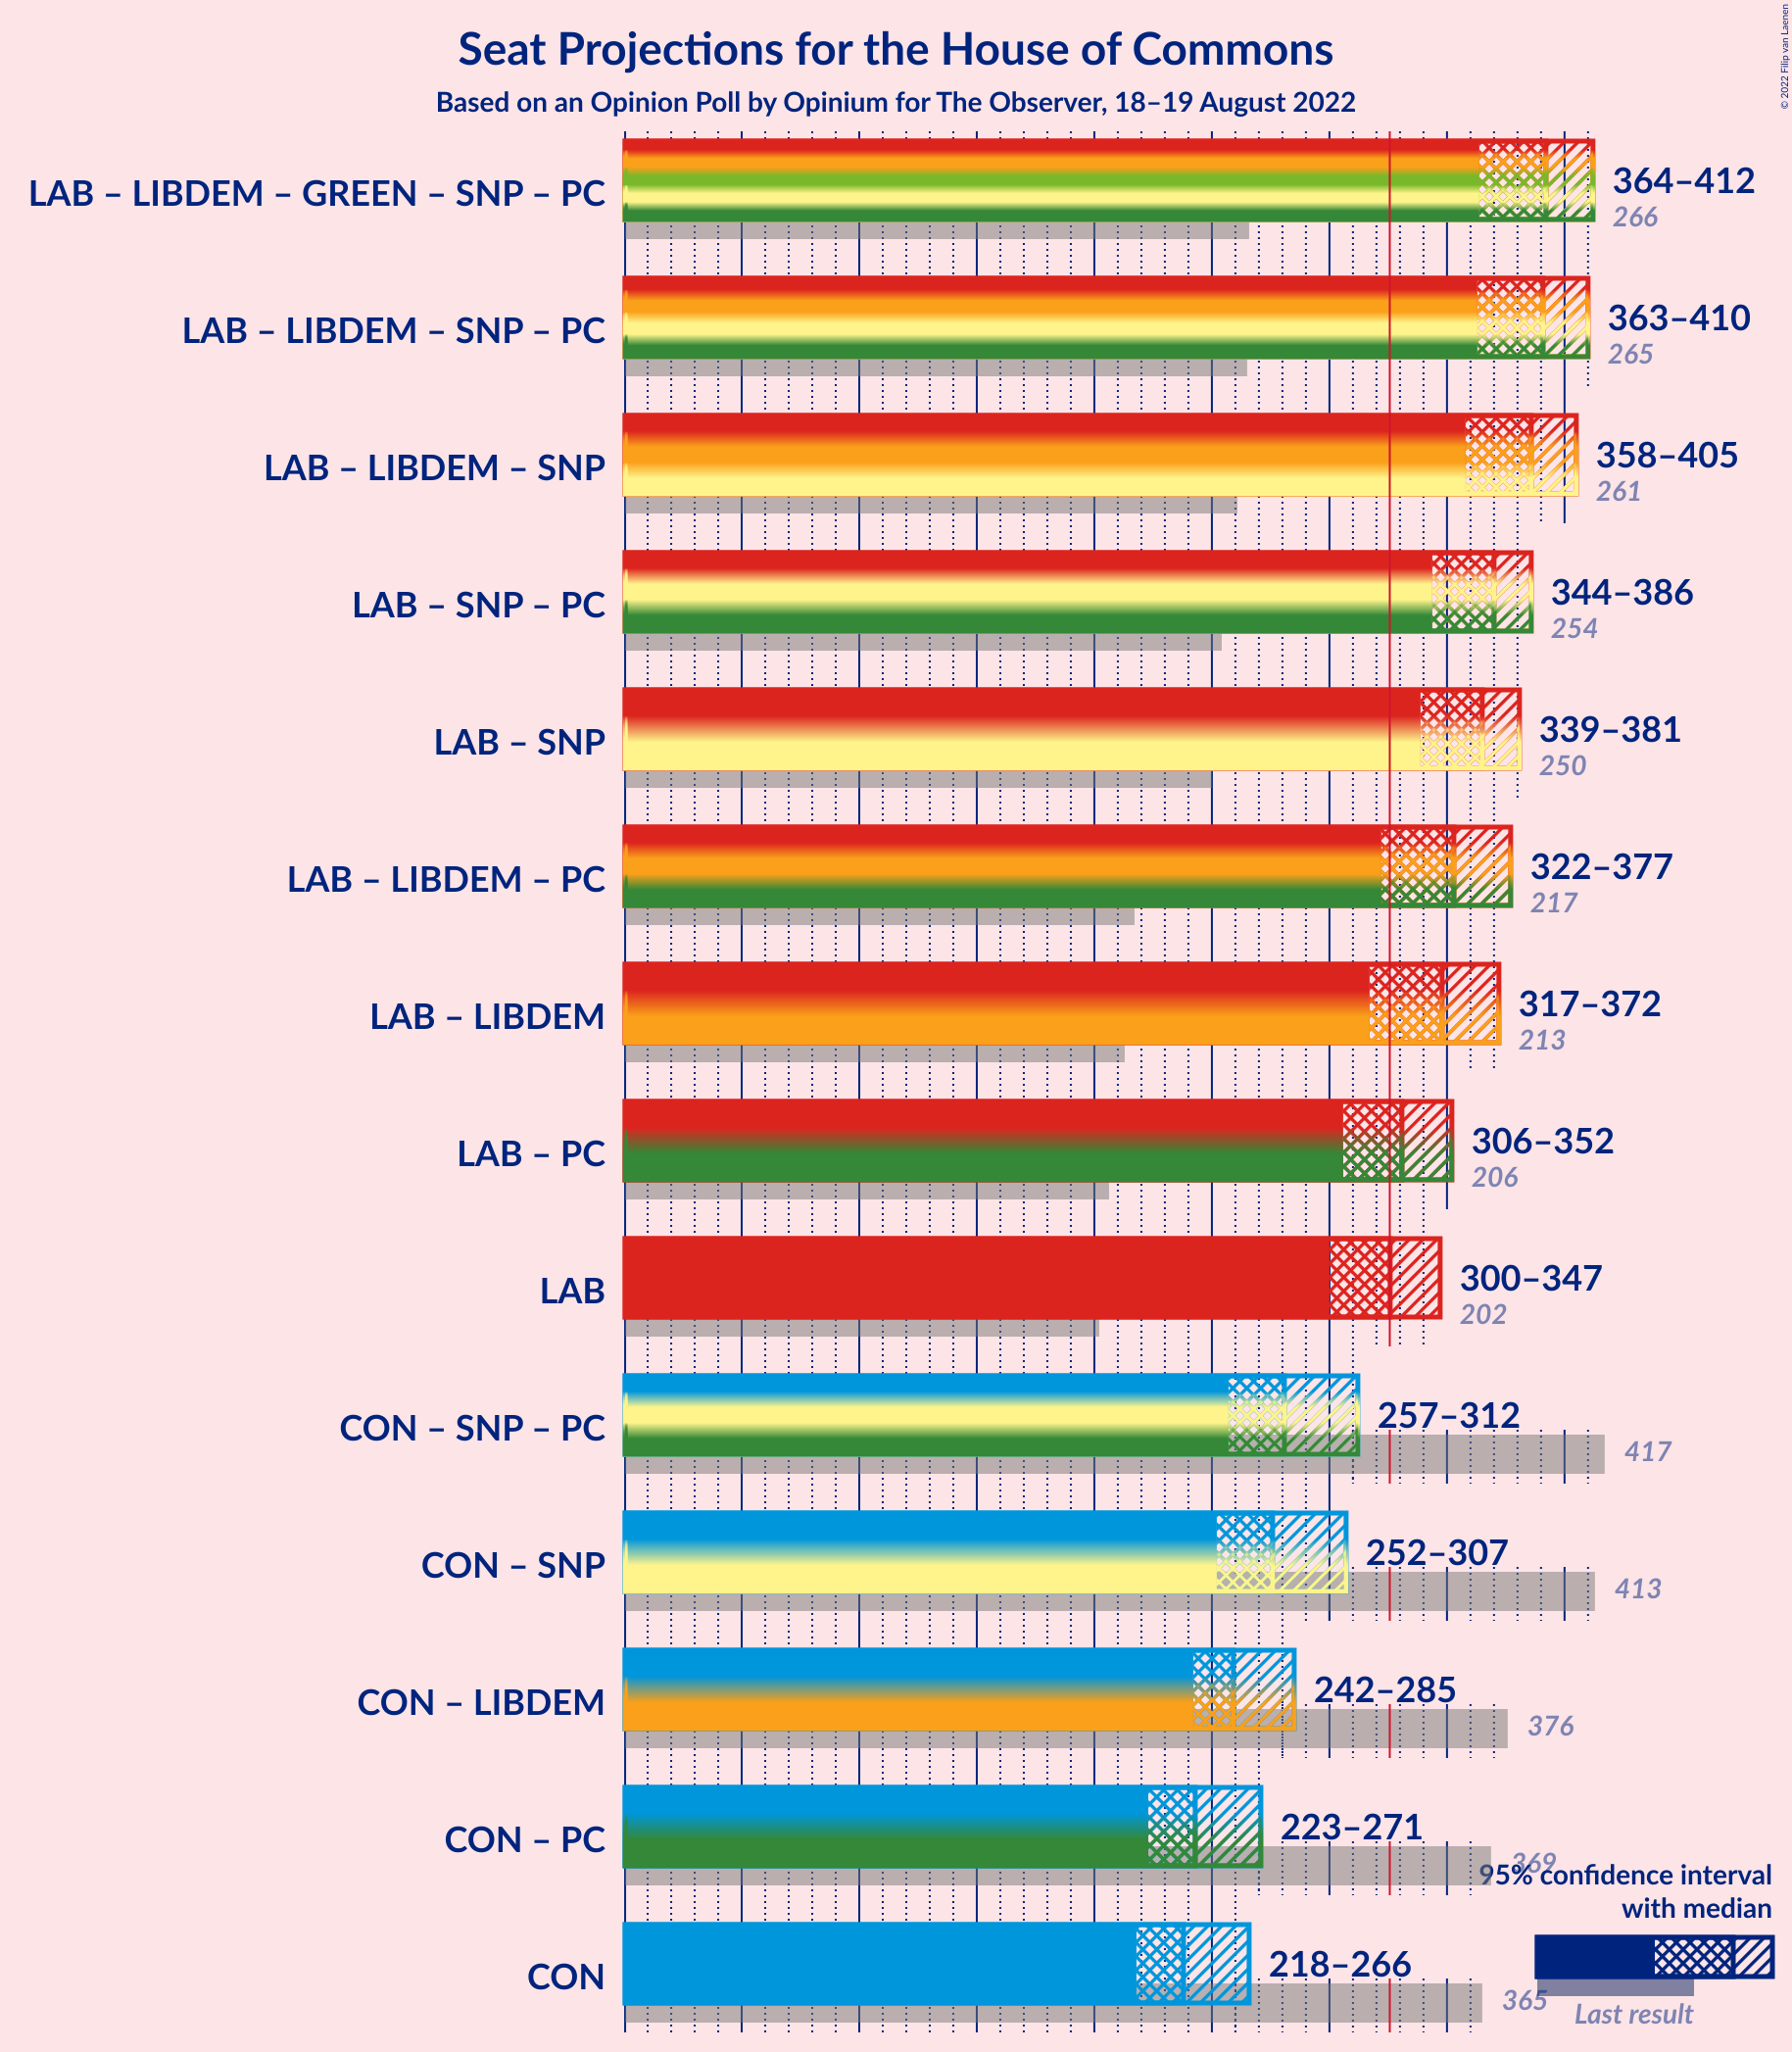 Seat Projections for the House of Commons
Based on an Opinion Poll by Opinium for The Observer, 18–19 August 2022
© 2022 Filip van Laenen
LAB – LIBDEM – GREEN – SNP – PC
364–412
266
LAB – LIBDEM – SNP – PC
363–410
265
LAB – LIBDEM – SNP
358–405
261
LAB – SNP – PC
344–386
254
LAB – SNP
339–381
250
LAB – LIBDEM – PC
322–377
217
LAB – LIBDEM
317–372
213
LAB – PC
306–352
206
LAB
300–347
202
CON – SNP – PC
257–312
417
CON – SNP
252–307
413
CON – LIBDEM
242–285
376
CON – PC
223–271
369
CON
218–266
365
95% confidence interval
with median
Last result